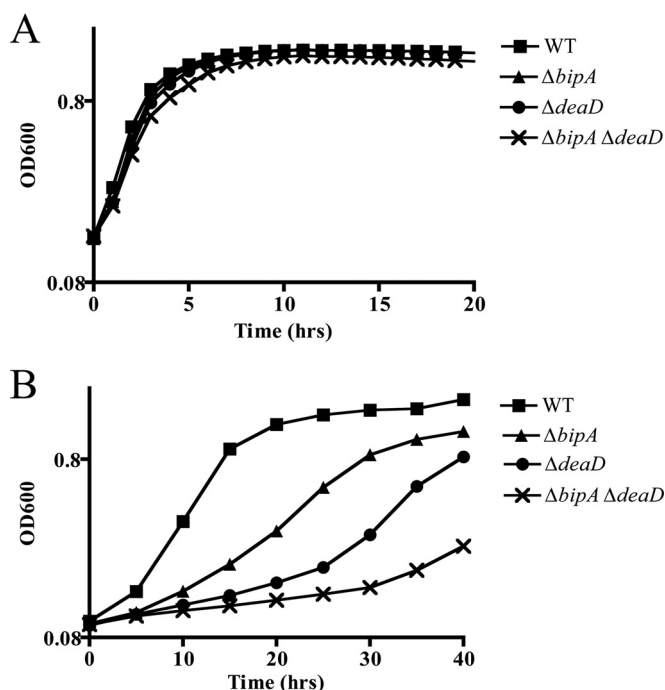 A
WT
ΔbipA
ΔdeaD
ΔbipA ΔdeaD
0.8
OD600
0.08
0 5 10 15 20
Time (hrs)
B
WT
ΔbipA
ΔdeaD
ΔbipA ΔdeaD
0.8
OD600
0.08
0 10 20 30 40
Time (hrs)